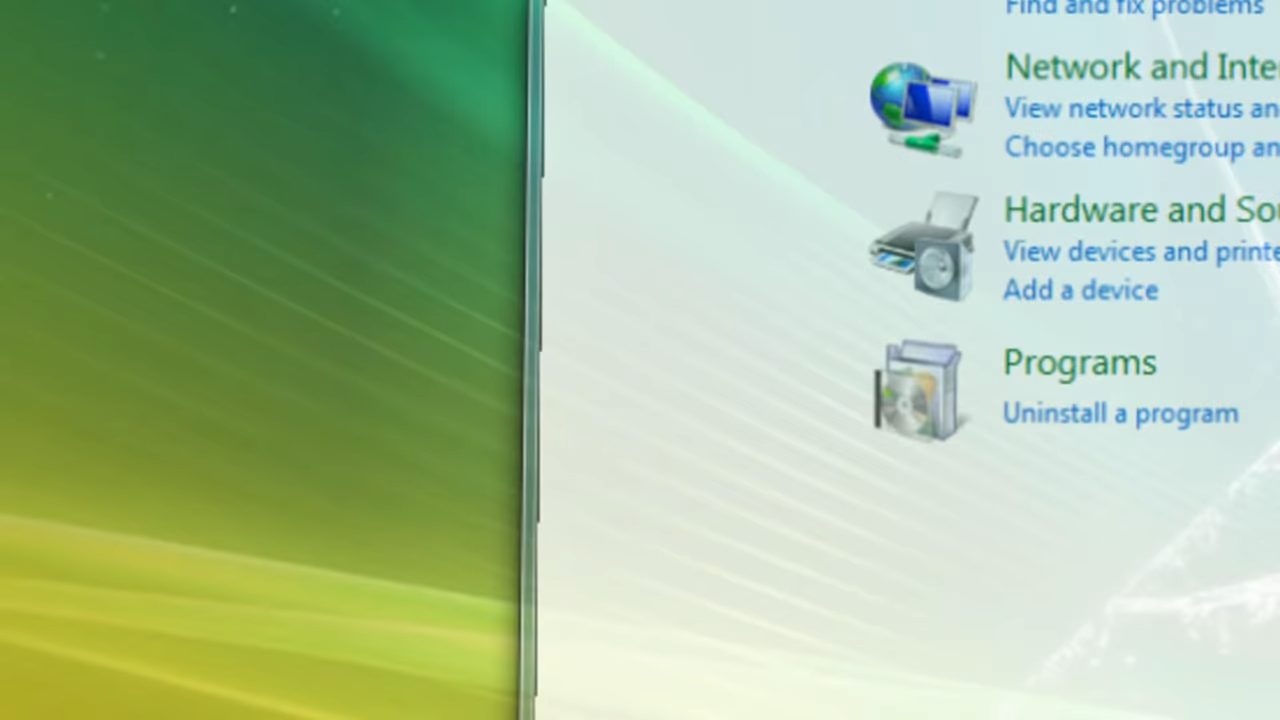 Find and fix problems
Network and Inte
View network status an
Choose homegroup an
Hardware and So
View devices and printe
Add a device
Programs
Uninstall a program